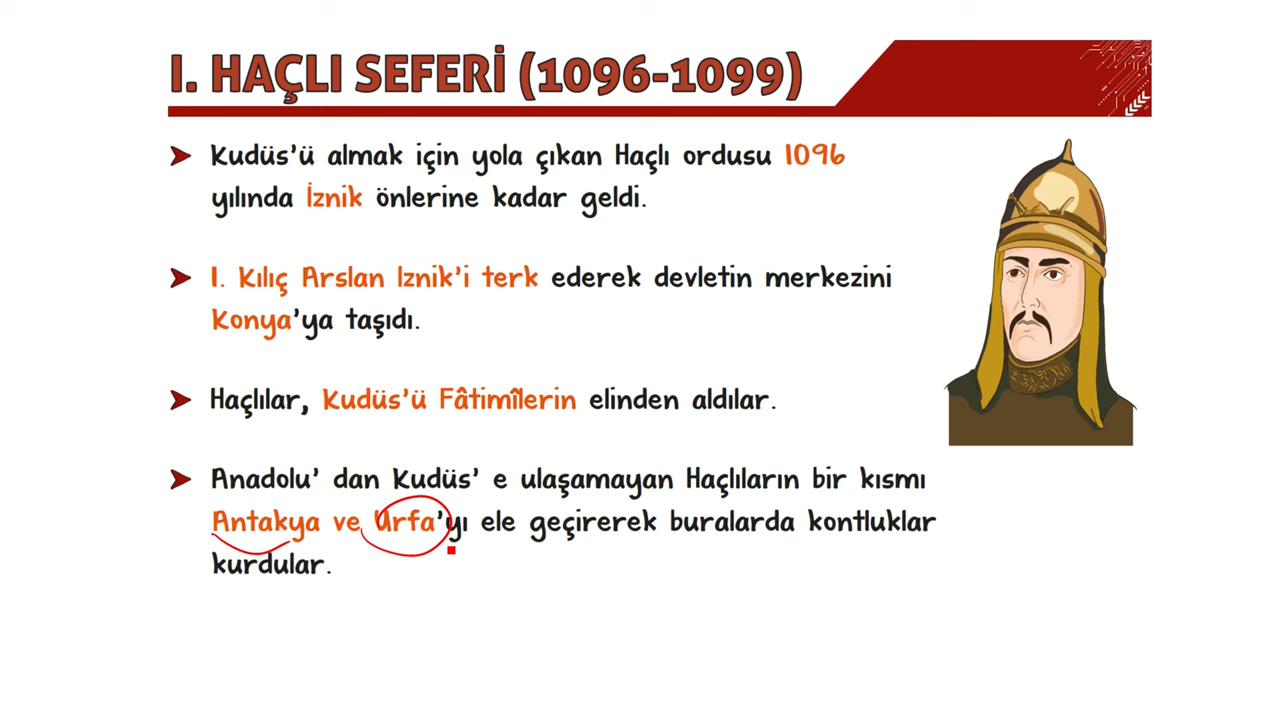 I. HAÇLI SEFERİ (1096-1099)
Kudüs'ü almak için yola çıkan Haçlı ordusu 1096
yılında İznik önlerine kadar geldi.
I. Kılıç Arslan Iznik'i terk ederek devletin merkezini
Konya'ya taşıdı.
Haçlılar, Kudüs'ü Fâtimîlerin elinden aldılar.
Anadolu' dan Kudüs' e ulaşamayan Haçlıların bir kısmı
Antakya ve Urfa'yı ele geçirerek buralarda kontluklar
kurdular.